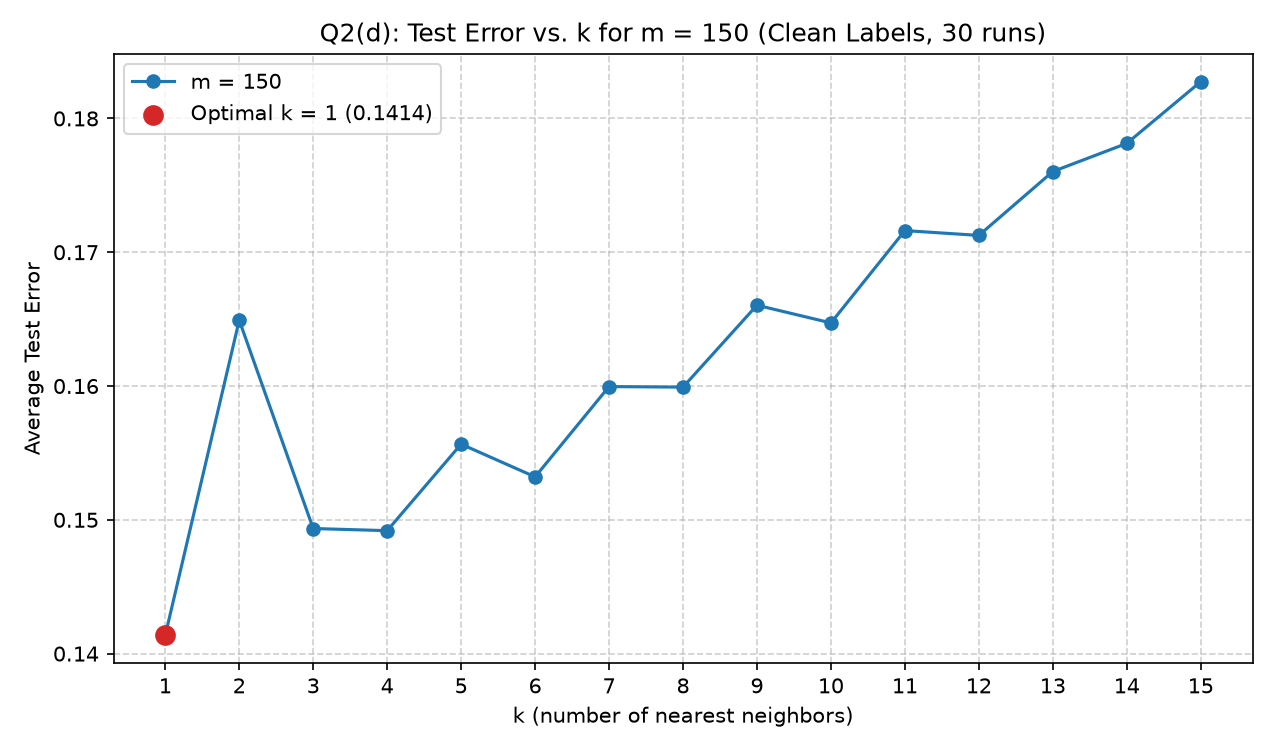 Q2(d): Test Error vs. k for m = 150 (Clean Labels, 30 runs)
m = 150
Optimal k = 1 (0.1414)
Average Test Error
0.18
0.17
0.16
0.15
0.14
1 2 3 4 5 6 7 8 9 10 11 12 13 14 15
k (number of nearest neighbors)